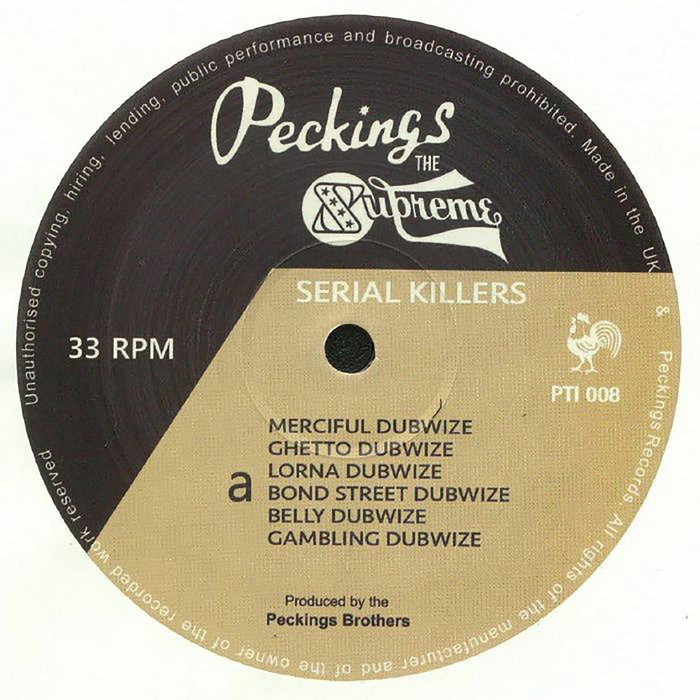 Unauthorised copying, hiring, lending, public performance and broadcasting prohibited. Made in the UK & Peckings Records. All rights of the manufacturer and of the owner of the recorded work reserved
Peckings
THE
Supreme
SERIAL KILLERS
33 RPM
PTI 008
a
MERCIFUL DUBWIZE
GHETTO DUBWIZE
LORNA DUBWIZE
BOND STREET DUBWIZE
BELLY DUBWIZE
GAMBLING DUBWIZE
Produced by the
Peckings Brothers